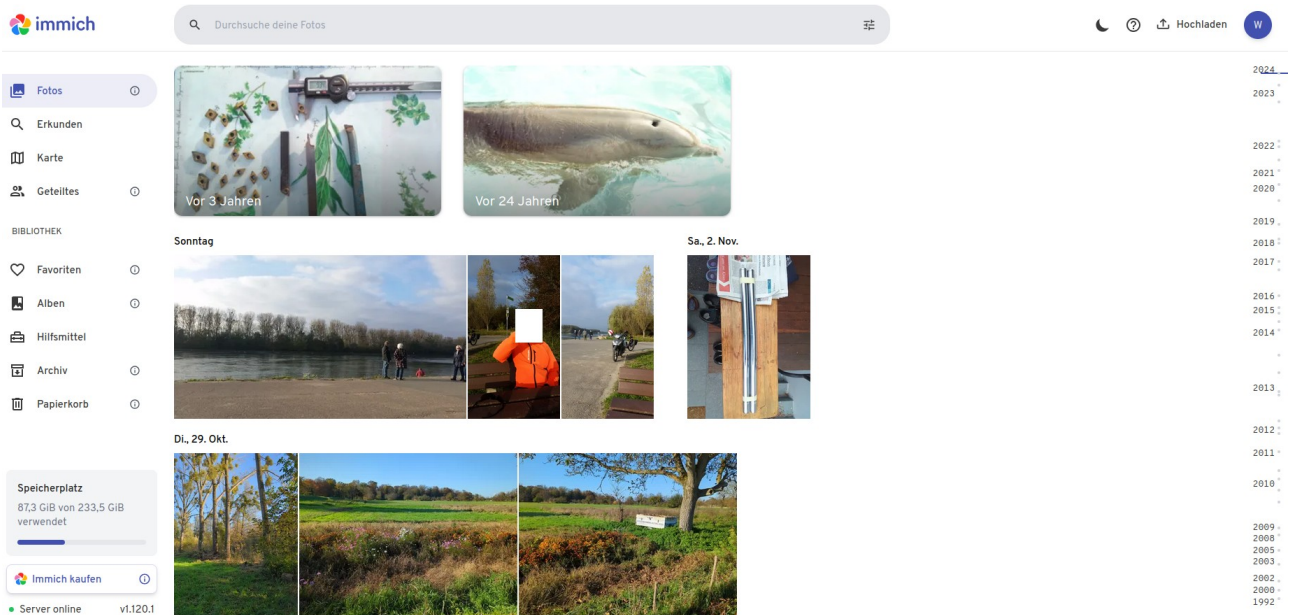 immich
Durchsuche deine Fotos
Hochladen
W
Fotos
Erkunden
Karte
Geteiltes
BIBLIOTHEK
Favoriten
Alben
Hilfsmittel
Archiv
Papierkorb
Speicherplatz
87,3 GiB von 233,5 GiB
verwendet
Immich kaufen
Server online v1.120.1
Vor 3 Jahren
Vor 24 Jahren
Sonntag
Sa., 2. Nov.
Di., 29. Okt.
2024
2023
2022
2021
2020
2019
2018
2017
2016
2015
2014
2013
2012
2011
2010
2009
2008
2005
2003
2002
2000
1992